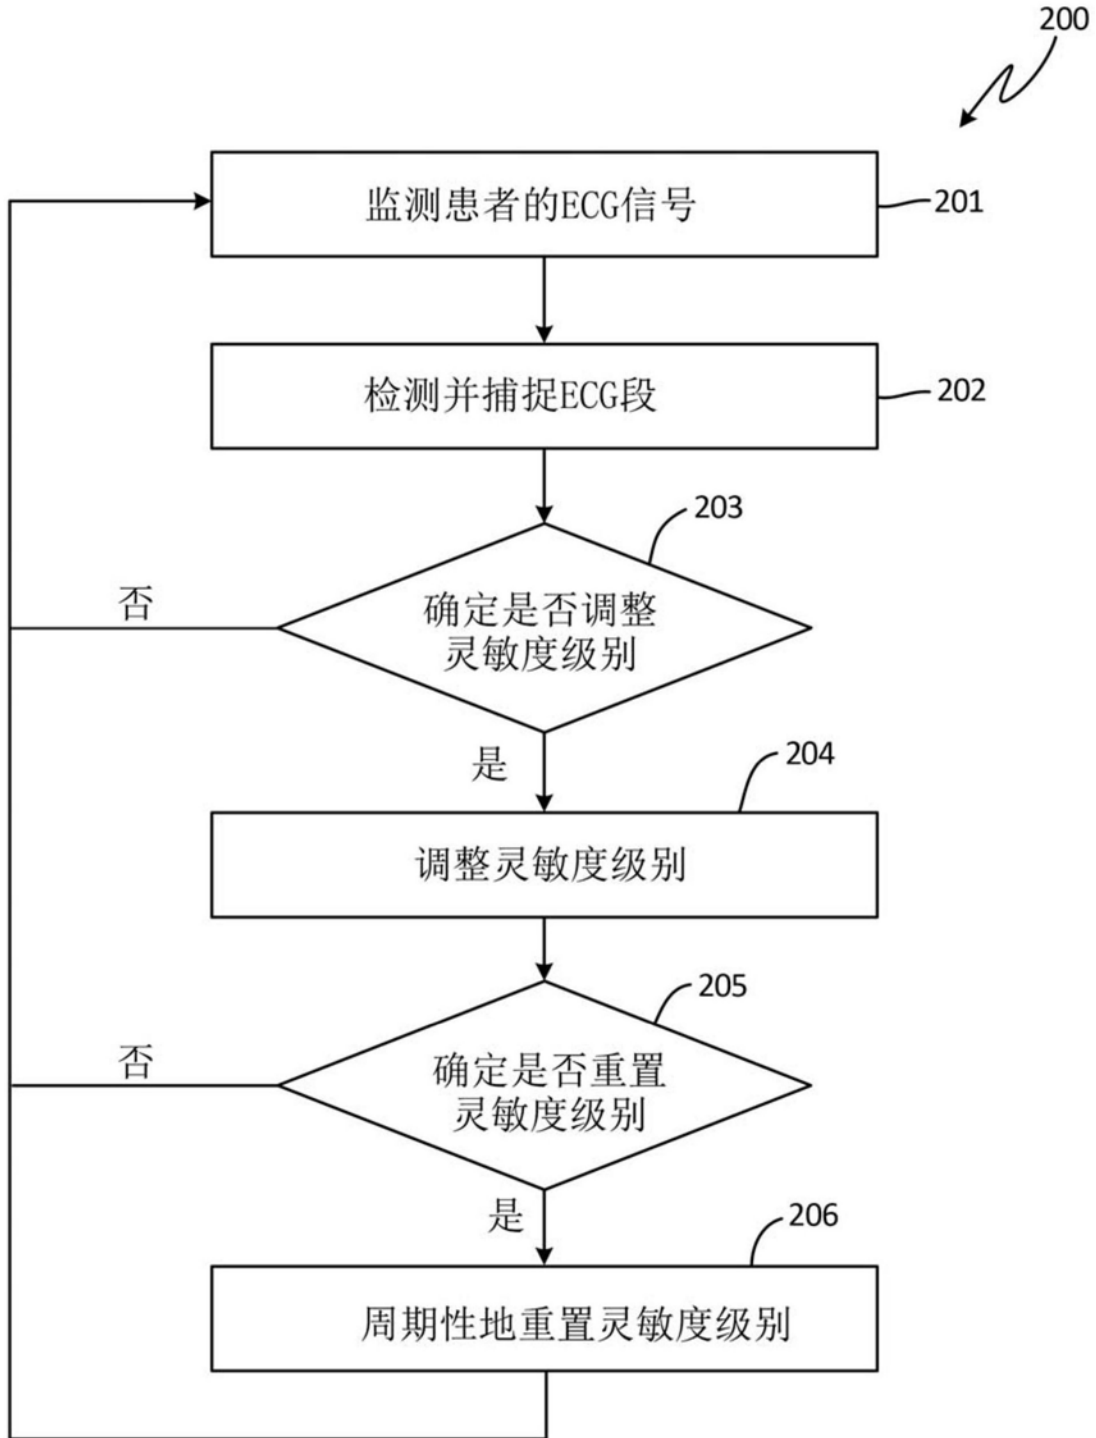 200
监测患者的ECG信号
201
检测并捕捉ECG段
202
203
否
确定是否调整
灵敏度级别
是
204
调整灵敏度级别
205
否
确定是否重置
灵敏度级别
是
206
周期性地重置灵敏度级别